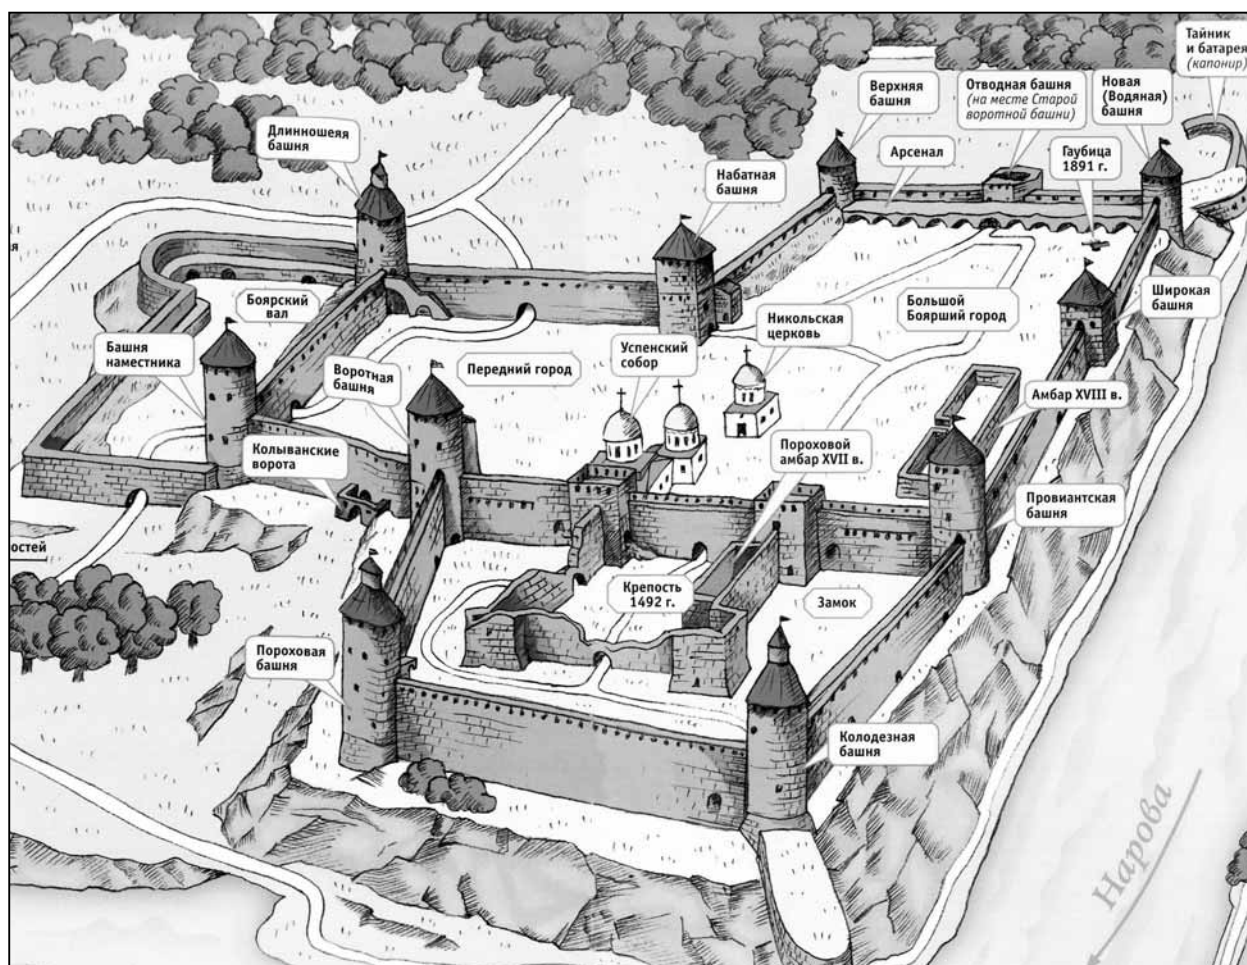 Тайник
и батарея
(капонир)
Верхняя
башня
Отводная башня
(на месте Старой
воротной башни)
Новая
(Водяная)
башня
Длинношеяя
башня
Арсенал
Гаубица
1891 г.
Набатная
башня
Боярский
вал
Никольская
церковь
Большой
Боярший город
Широкая
башня
Башня
наместника
Воротная
башня
Передний город
Успенский
собор
Амбар XVIII в.
Колыванские
ворота
Пороховой
амбар XVII в.
Провиантская
башня
остей
Крепость
1492 г.
Замок
Пороховая
башня
Колодезная
башня
Нарова